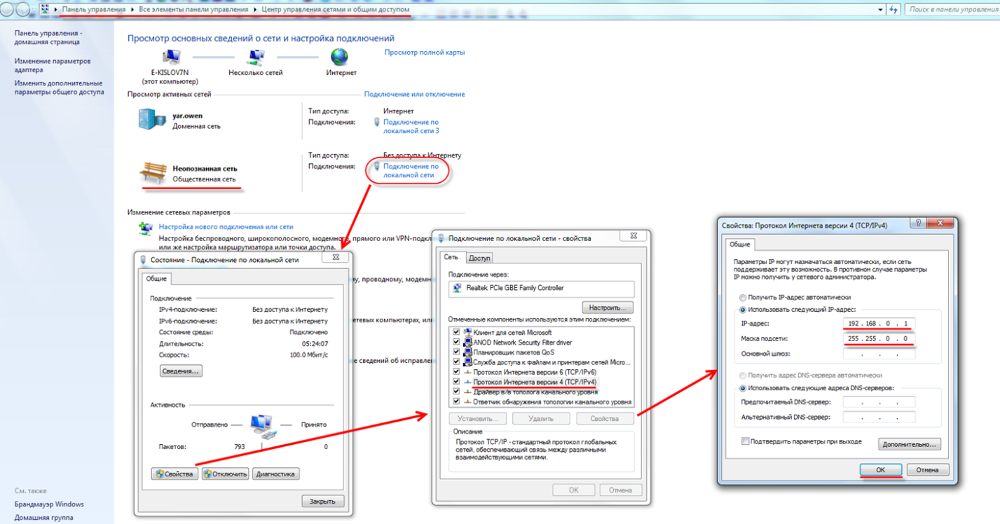 Панель управления ▸ Все элементы панели управления ▸ Центр управления сетями и общим доступом
Поиск в панели управления
Панель управления -
домашняя страница
Изменение параметров
адаптера
Изменить дополнительные
параметры общего доступа
См. также
Брандмауэр Windows
Домашняя группа
Просмотр основных сведений о сети и настройка подключений
Просмотр полной карты
E-KISLOV7N
(этот компьютер)
Несколько сетей
Интернет
Просмотр активных сетей
Подключение или отключение
yar.owen
Доменная сеть
Тип доступа: Интернет
Подключения: Подключение по
локальной сети 3
Неопознанная сеть
Общественная сеть
Тип доступа: Без доступа к Интернету
Подключения: Подключение по
локальной сети
Изменение сетевых параметров
Настройка нового подключения или сети
Настройка беспроводного, широкополосного, модемного, прямого или VPN-подкл
или же настройка маршрутизатора или точки доступа.
му, проводному, модемн
етевых компьютерах, или
е сведений об исправле
Состояние - Подключение по локальной сети
Общие
Подключение
IPv4-подключение: Без доступа к Интернету
IPv6-подключение: Без доступа к Интернету
Состояние среды: Подключено
Длительность: 05:24:07
Скорость: 100.0 Мбит/с
Сведения...
Активность
Отправлено — — Принято
Пакетов: 793 0
Свойства Отключить Диагностика
Закрыть
Подключение по локальной сети - свойства
Сеть Доступ
Подключение через:
Realtek PCIe GBE Family Controller
Настроить...
Отмеченные компоненты используются этим подключением:
Клиент для сетей Microsoft
ANOD Network Security Filter driver
Планировщик пакетов QoS
Служба доступа к файлам и принтерам сетей Micro...
Протокол Интернета версии 6 (TCP/IPv6)
Протокол Интернета версии 4 (TCP/IPv4)
Драйвер в/в тополога канального уровня
Ответчик обнаружения топологии канального уровня
Установить... Удалить Свойства
Описание
Протокол TCP/IP - стандартный протокол глобальных
сетей, обеспечивающий связь между различными
взаимодействующими сетями.
OK Отмена
Свойства: Протокол Интернета версии 4 (TCP/IPv4)
Общие
Параметры IP могут назначаться автоматически, если сеть
поддерживает эту возможность. В противном случае параметры
IP можно получить у сетевого администратора.
Получить IP-адрес автоматически
Использовать следующий IP-адрес:
IP-адрес: 192 . 168 . 0 . 1
Маска подсети: 255 . 255 . 0 . 0
Основной шлюз: . . .
Получить адрес DNS-сервера автоматически
Использовать следующие адреса DNS-серверов:
Предпочитаемый DNS-сервер: . . .
Альтернативный DNS-сервер: . . .
Подтвердить параметры при выходе
Дополнительно...
OK Отмена